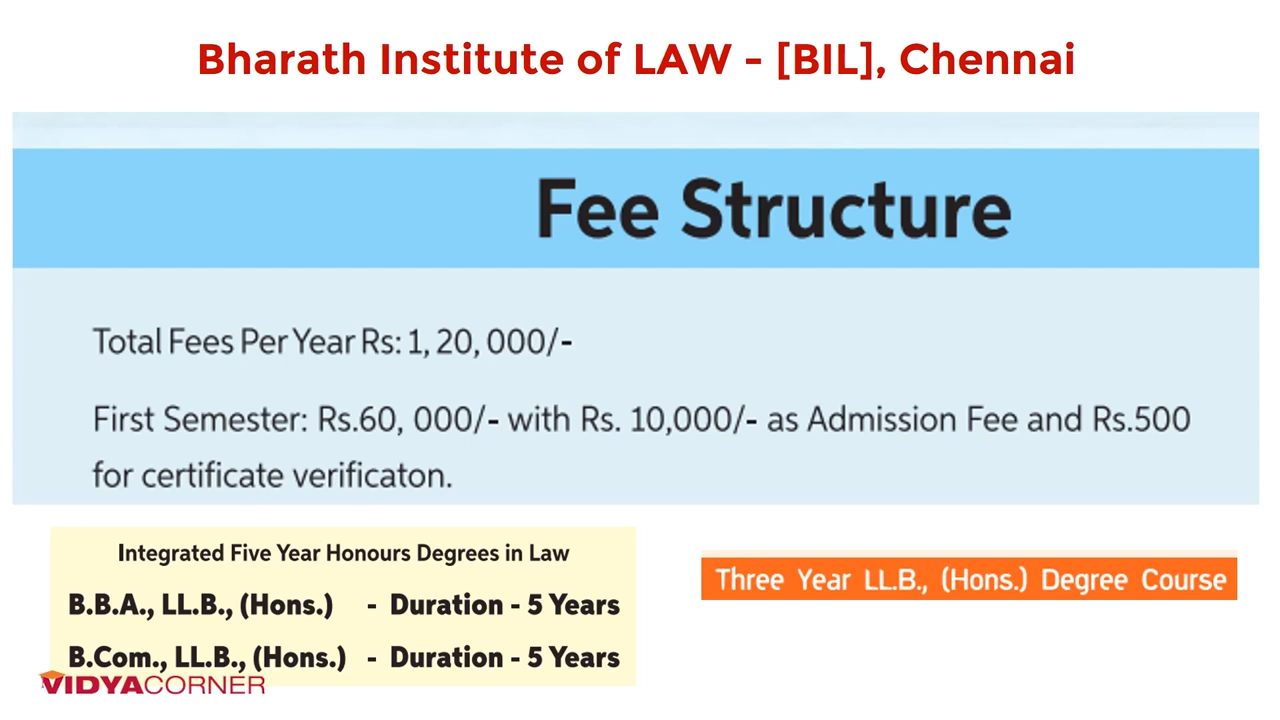 Bharath Institute of LAW - [BIL], Chennai
Fee Structure
Total Fees Per Year Rs: 1, 20, 000/-
First Semester: Rs.60, 000/- with Rs. 10,000/- as Admission Fee and Rs.500
for certificate verificaton.
Integrated Five Year Honours Degrees in Law
B.B.A., LL.B., (Hons.) - Duration - 5 Years
B.Com., LL.B., (Hons.) - Duration - 5 Years
Three Year LL.B., (Hons.) Degree Course
VIDYACORNER